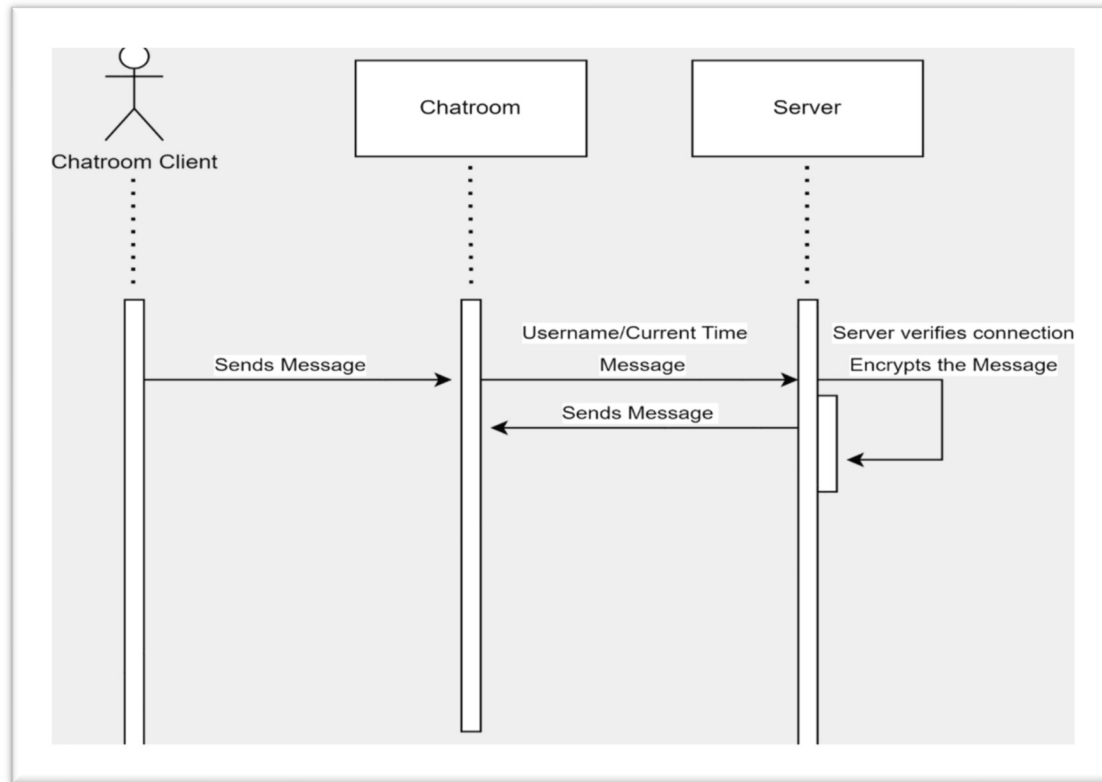 Chatroom Client
Chatroom
Server
Sends Message
Username/Current Time
Message
Server verifies connection
Encrypts the Message
Sends Message